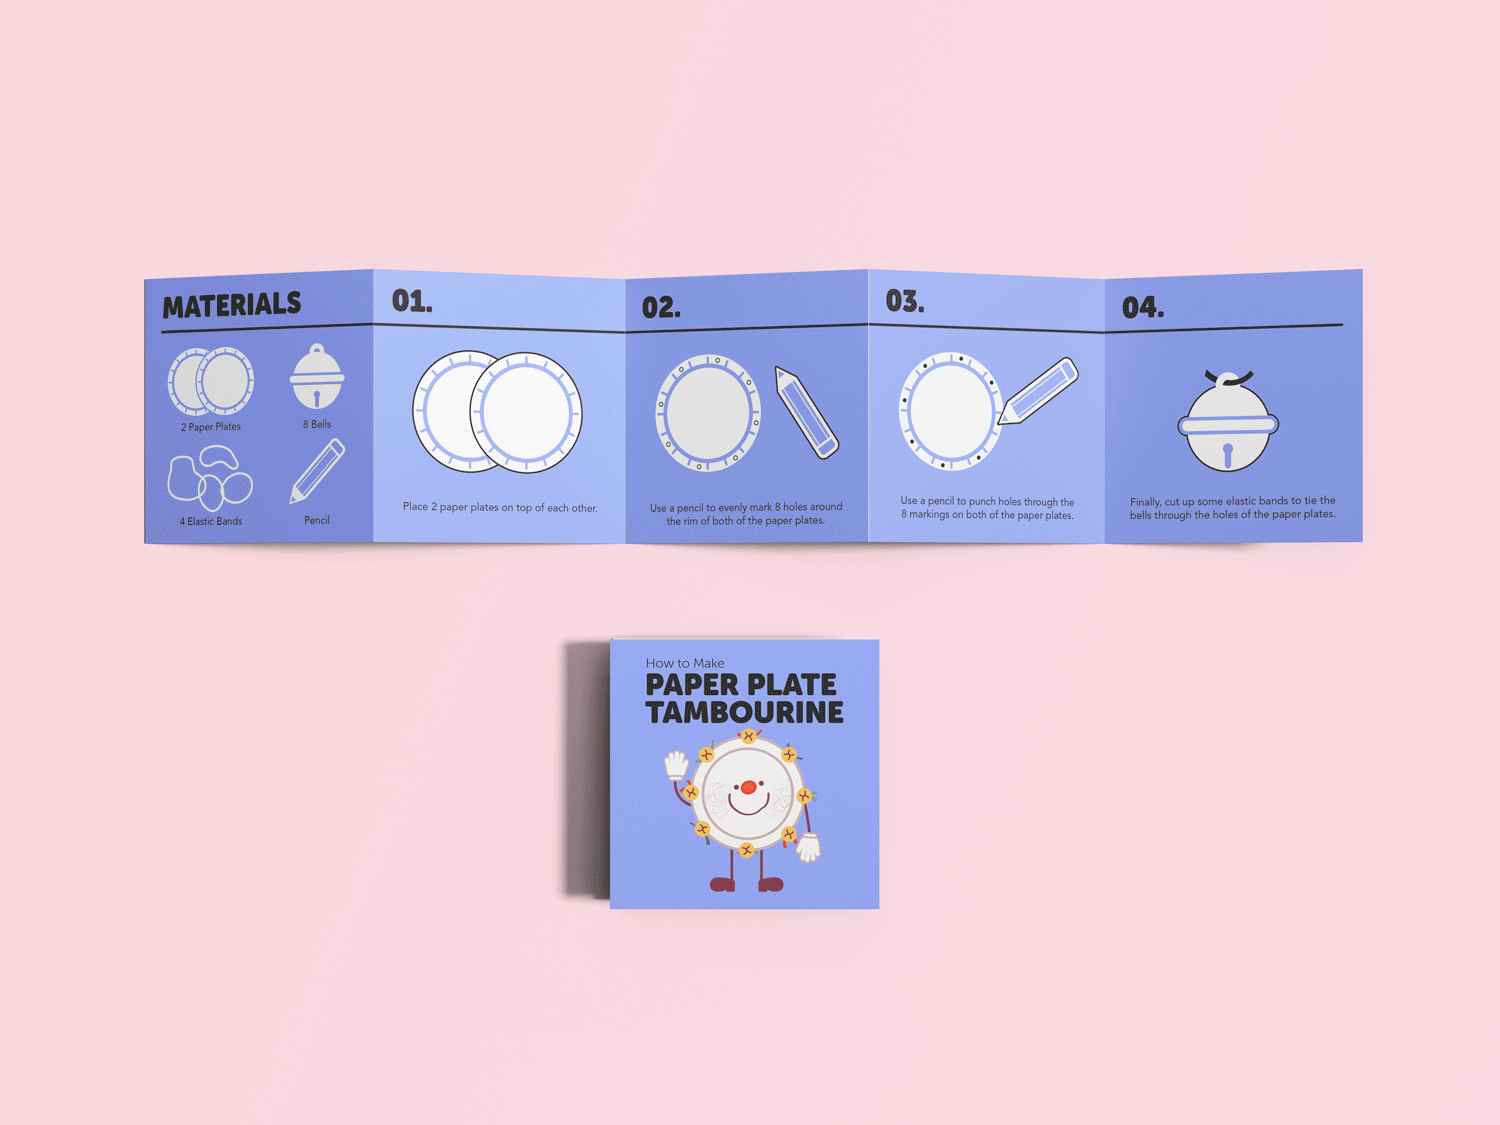 MATERIALS
2 Paper Plates
8 Bells
4 Elastic Bands
Pencil
01.
Place 2 paper plates on top of each other.
02.
Use a pencil to evenly mark 8 holes around
the rim of both of the paper plates.
03.
Use a pencil to punch holes through the
8 markings on both of the paper plates.
04.
Finally, cut up some elastic bands to tie the
bells through the holes of the paper plates.
How to Make
PAPER PLATE
TAMBOURINE